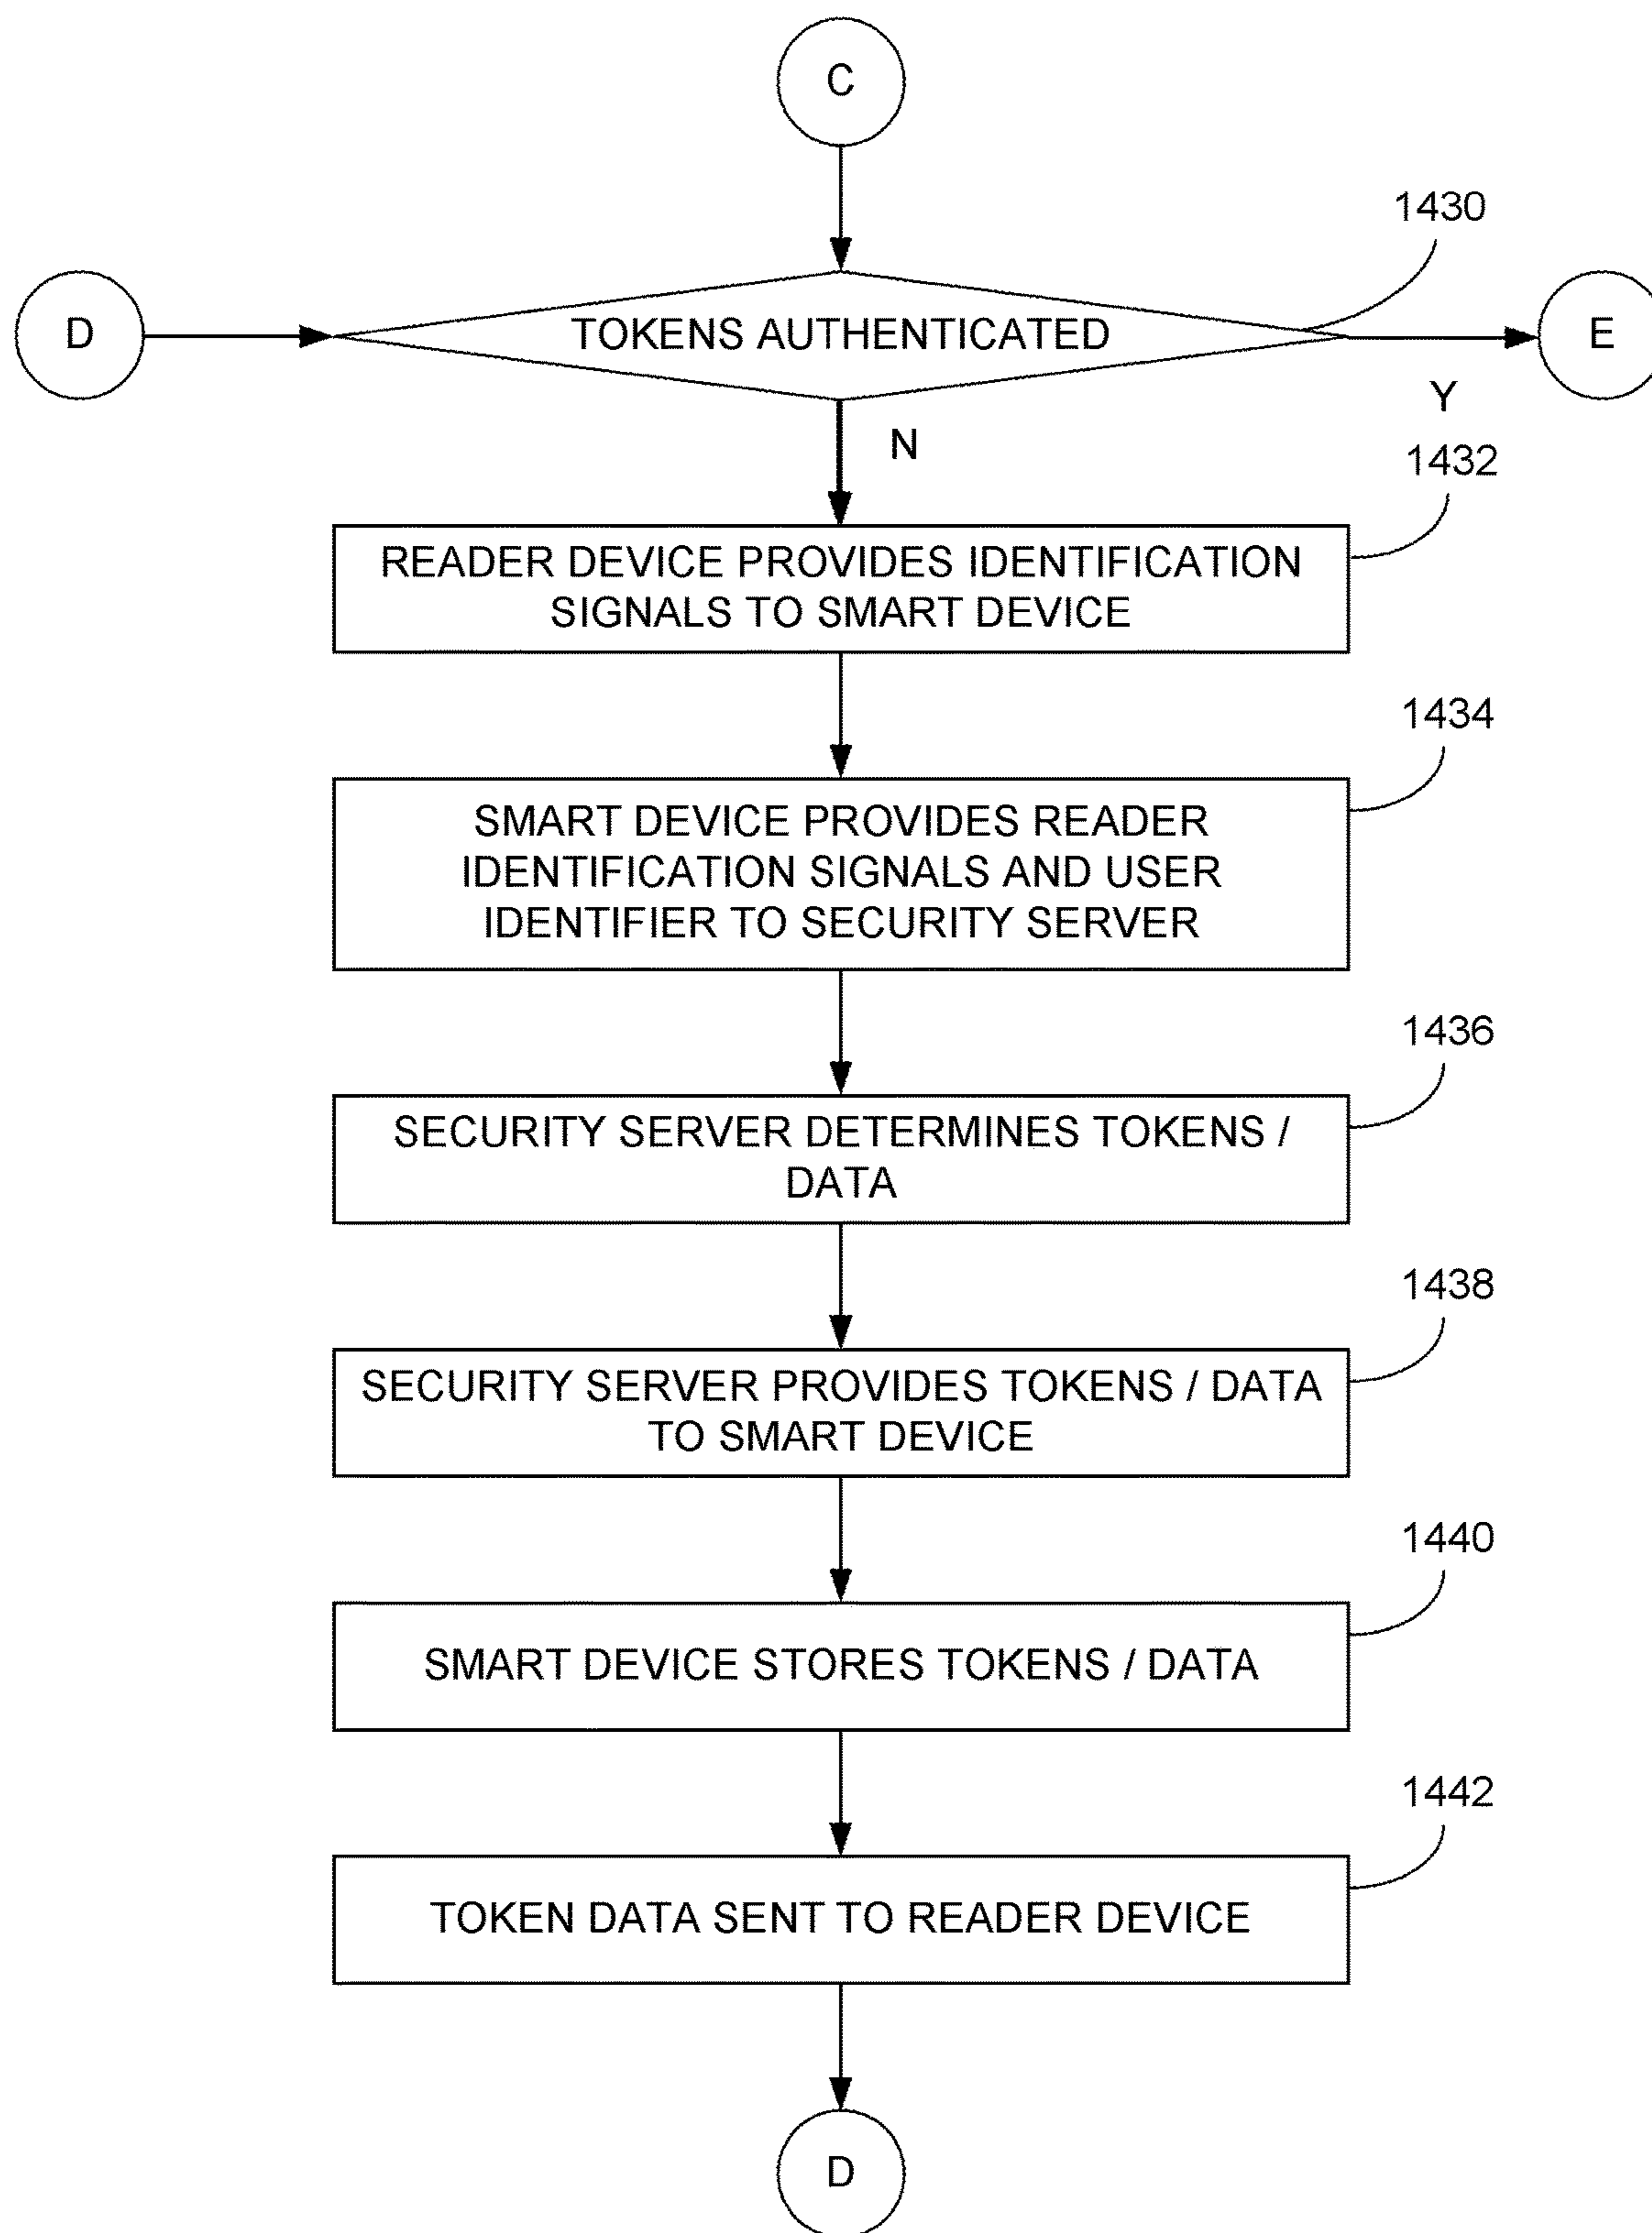 C
1430
D
TOKENS AUTHENTICATED
E
Y
N
1432
READER DEVICE PROVIDES IDENTIFICATION
SIGNALS TO SMART DEVICE
1434
SMART DEVICE PROVIDES READER
IDENTIFICATION SIGNALS AND USER
IDENTIFIER TO SECURITY SERVER
1436
SECURITY SERVER DETERMINES TOKENS /
DATA
1438
SECURITY SERVER PROVIDES TOKENS / DATA
TO SMART DEVICE
1440
SMART DEVICE STORES TOKENS / DATA
1442
TOKEN DATA SENT TO READER DEVICE
D